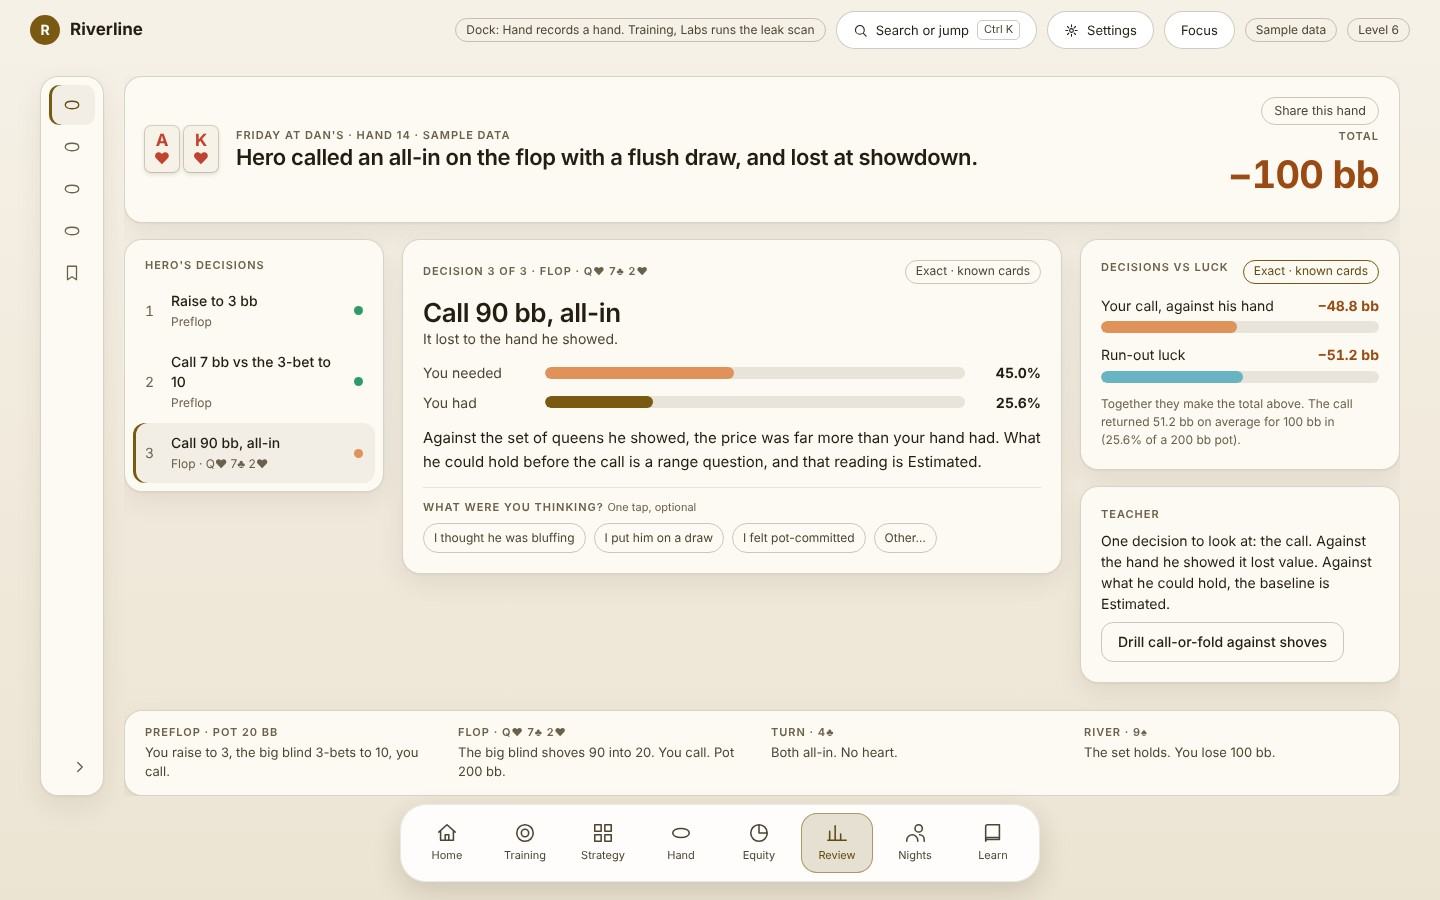 R Riverline
Dock: Hand records a hand. Training, Labs runs the leak scan
Search or jump Ctrl K
Settings
Focus
Sample data
Level 6
A K
FRIDAY AT DAN'S · HAND 14 · SAMPLE DATA
Hero called an all-in on the flop with a flush draw, and lost at showdown.
Share this hand
TOTAL
−100 bb
HERO'S DECISIONS
1 Raise to 3 bb
Preflop
2 Call 7 bb vs the 3-bet to
10
Preflop
3 Call 90 bb, all-in
Flop · Q♥ 7♣ 2♥
DECISION 3 OF 3 · FLOP · Q♥ 7♣ 2♥
Exact · known cards
Call 90 bb, all-in
It lost to the hand he showed.
You needed 45.0%
You had 25.6%
Against the set of queens he showed, the price was far more than your hand had. What
he could hold before the call is a range question, and that reading is Estimated.
WHAT WERE YOU THINKING? One tap, optional
I thought he was bluffing
I put him on a draw
I felt pot-committed
Other…
DECISIONS VS LUCK
Exact · known cards
Your call, against his hand −48.8 bb
Run-out luck −51.2 bb
Together they make the total above. The call
returned 51.2 bb on average for 100 bb in
(25.6% of a 200 bb pot).
TEACHER
One decision to look at: the call. Against
the hand he showed it lost value. Against
what he could hold, the baseline is
Estimated.
Drill call-or-fold against shoves
PREFLOP · POT 20 BB
You raise to 3, the big blind 3-bets to 10, you
call.
FLOP · Q♥ 7♣ 2♥
The big blind shoves 90 into 20. You call. Pot
200 bb.
TURN · 4♣
Both all-in. No heart.
RIVER · 9♠
The set holds. You lose 100 bb.
Home
Training
Strategy
Hand
Equity
Review
Nights
Learn